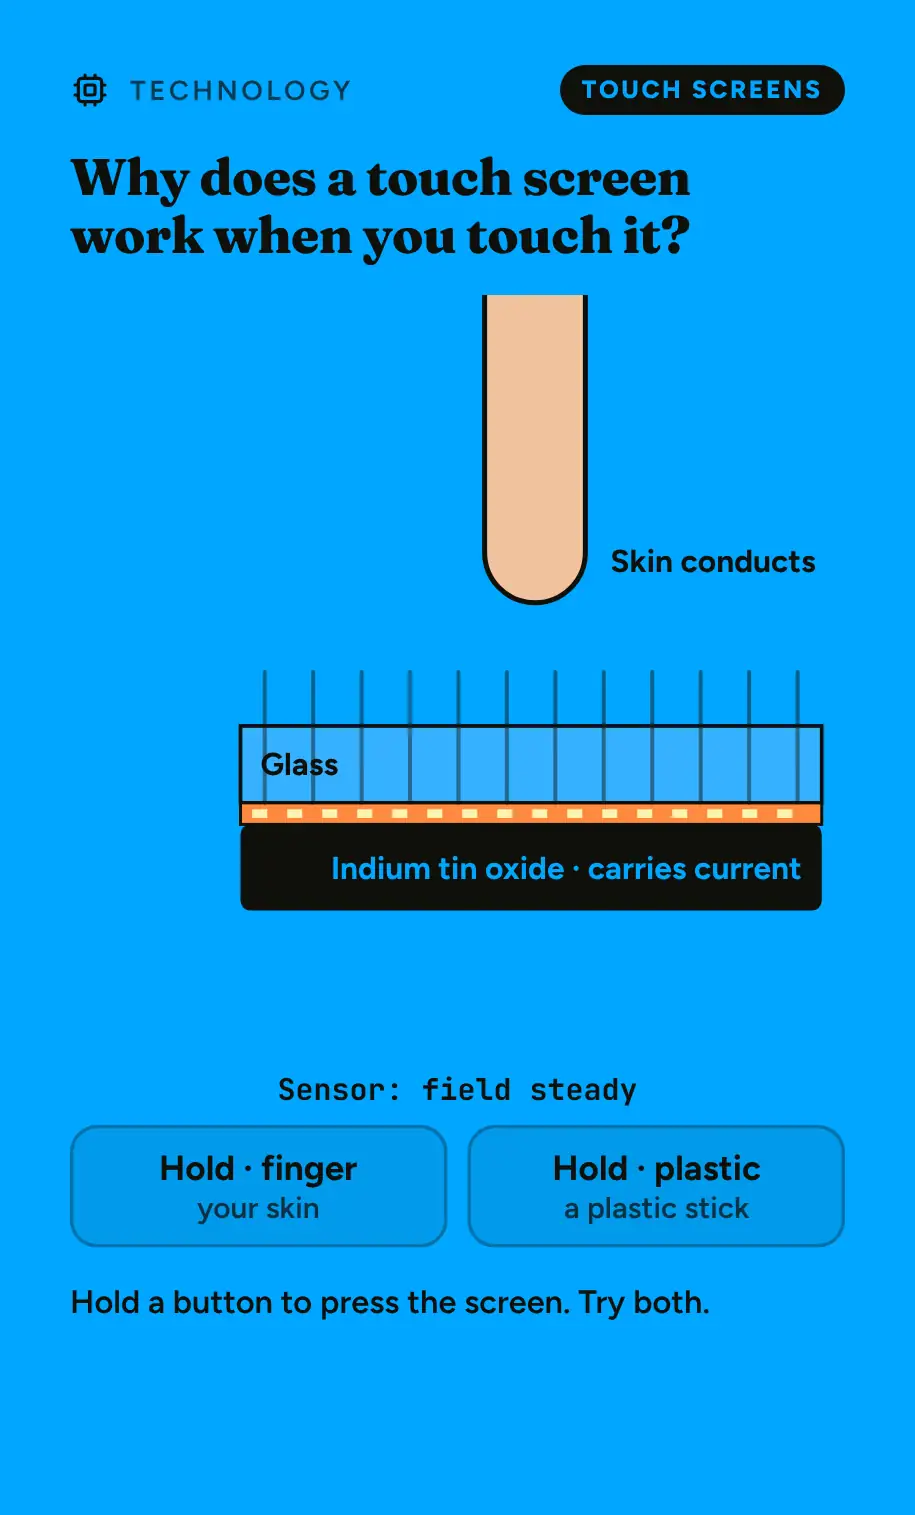 TECHNOLOGY
TOUCH SCREENS
Why does a touch screen
work when you touch it?
Skin conducts
Glass
Indium tin oxide · carries current
Sensor: field steady
Hold · finger
your skin
Hold · plastic
a plastic stick
Hold a button to press the screen. Try both.